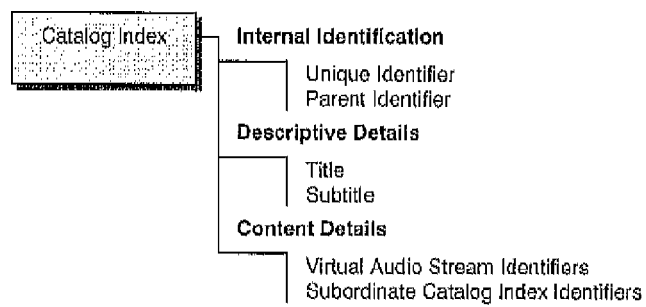 Catalog Index
Internal Identification
Unique Identifier
Parent Identifier
Descriptive Details
Title
Subtitle
Content Details
Virtual Audio Stream Identifiers
Subordinate Catalog Index Identifiers